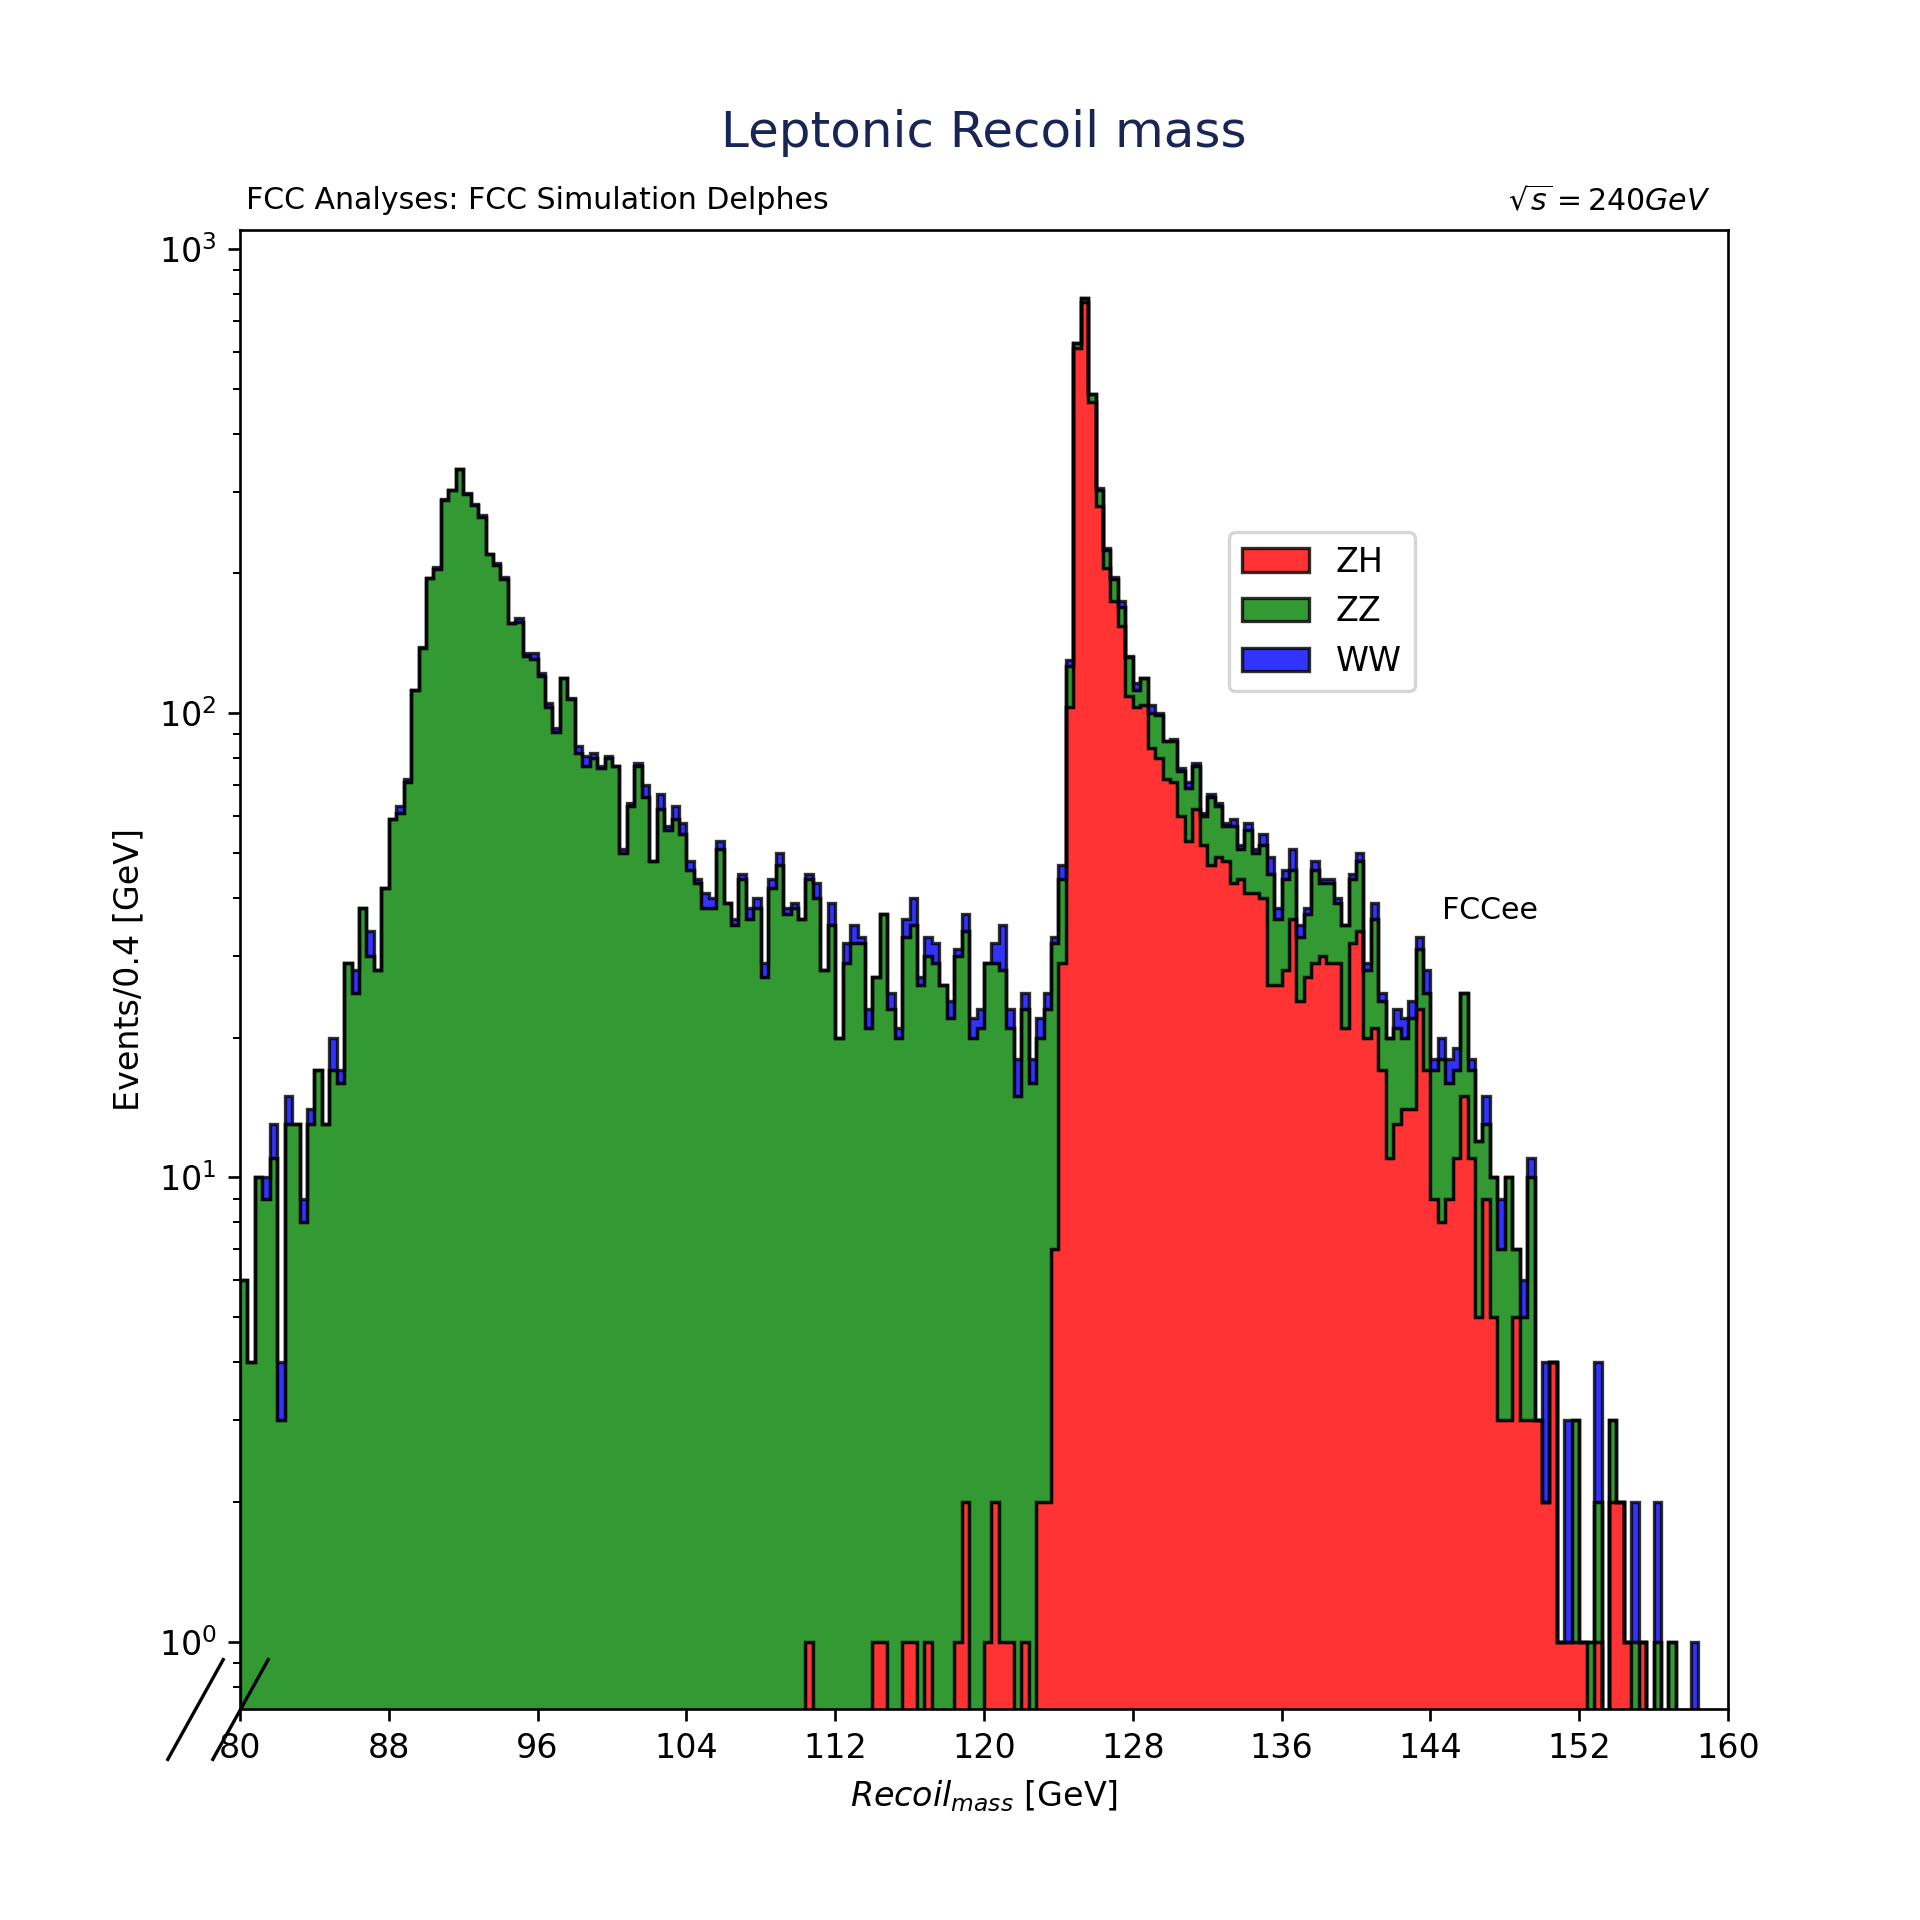 Leptonic Recoil mass
FCC Analyses: FCC Simulation Delphes
√s = 240GeV
10³
10²
10¹
10⁰
Events/0.4 [GeV]
ZH
ZZ
WW
FCCee
80 88 96 104 112 120 128 136 144 152 160
Recoil_mass [GeV]